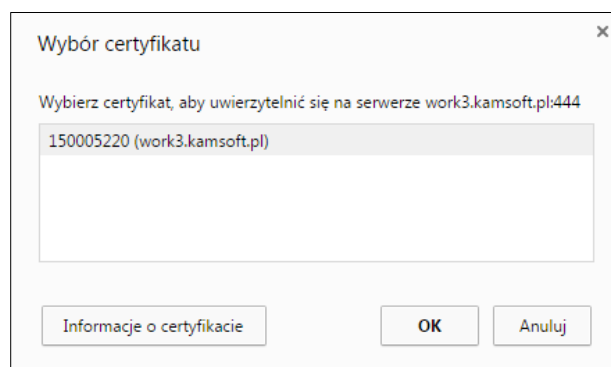 Wybór certyfikatu
Wybierz certyfikat, aby uwierzytelnić się na serwerze work3.kamsoft.pl:444
150005220 (work3.kamsoft.pl)
Informacje o certyfikacie
OK
Anuluj